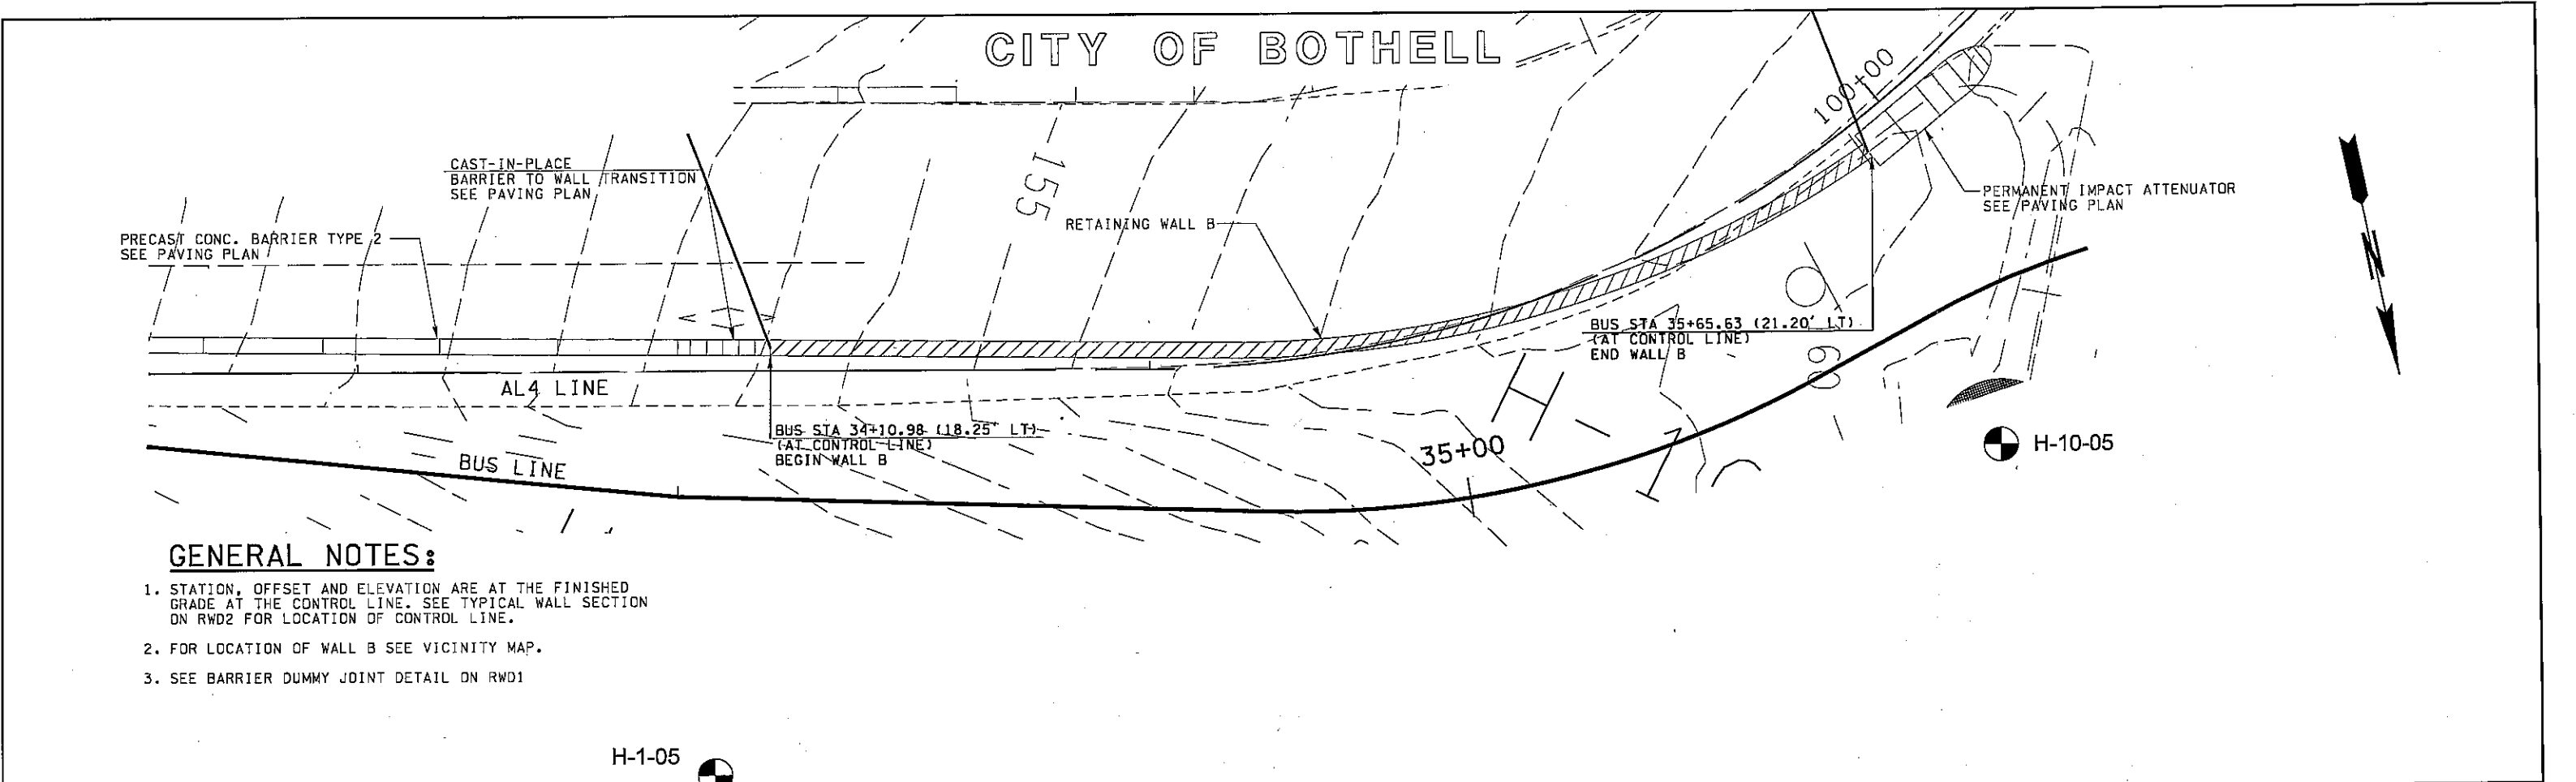 CITY OF BOTHELL
100+00
CAST-IN-PLACE
BARRIER TO WALL TRANSITION
SEE PAVING PLAN
155
PERMANENT IMPACT ATTENUATOR
SEE PAVING PLAN
RETAINING WALL B
PRECAST CONC. BARRIER TYPE 2
SEE PAVING PLAN
N
BUS STA 35+65.63 (21.20' LT)
(AT CONTROL LINE)
END WALL B
AL4 LINE
BUS STA 34+10.98 (18.25' LT)
(AT CONTROL LINE)
BEGIN WALL B
35+00
H-10-05
BUS LINE
GENERAL NOTES:
1. STATION, OFFSET AND ELEVATION ARE AT THE FINISHED
GRADE AT THE CONTROL LINE. SEE TYPICAL WALL SECTION
ON RWD2 FOR LOCATION OF CONTROL LINE.
2. FOR LOCATION OF WALL B SEE VICINITY MAP.
3. SEE BARRIER DUMMY JOINT DETAIL ON RWD1
H-1-05